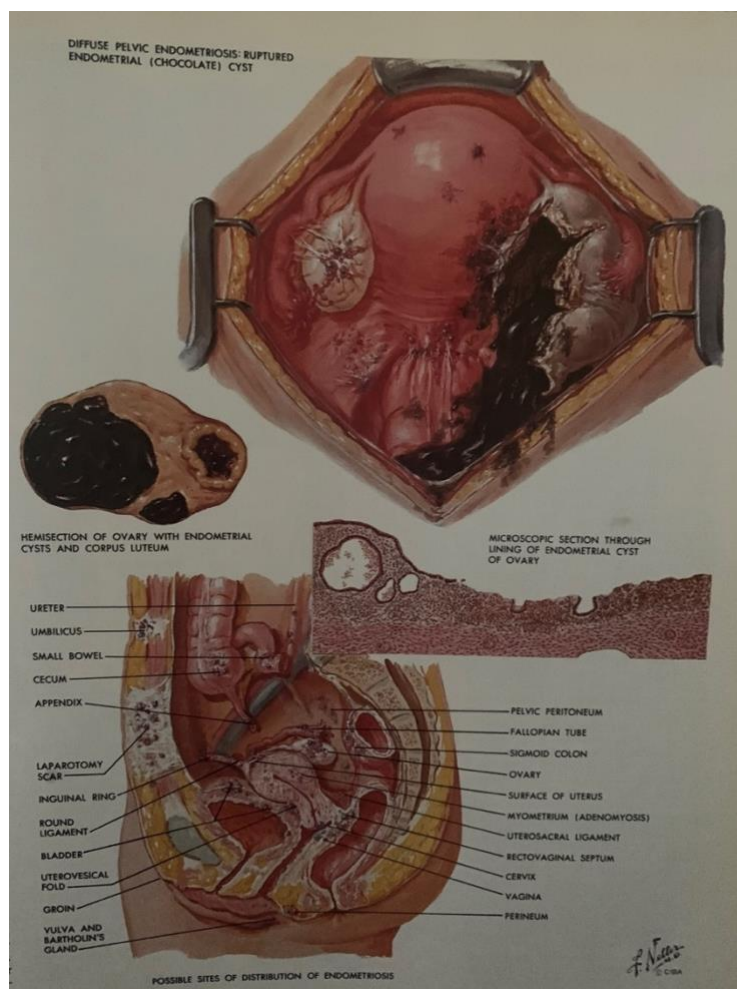 DIFFUSE PELVIC ENDOMETRIOSIS: RUPTURED
ENDOMETRIAL (CHOCOLATE) CYST
HEMISECTION OF OVARY WITH ENDOMETRIAL
CYSTS AND CORPUS LUTEUM
MICROSCOPIC SECTION THROUGH
LINING OF ENDOMETRIAL CYST
OF OVARY
URETER
UMBILICUS
SMALL BOWEL
CECUM
APPENDIX
LAPAROTOMY
SCAR
INGUINAL RING
ROUND
LIGAMENT
BLADDER
UTEROVESICAL
FOLD
GROIN
VULVA AND
BARTHOLIN'S
GLAND
PELVIC PERITONEUM
FALLOPIAN TUBE
SIGMOID COLON
OVARY
SURFACE OF UTERUS
MYOMETRIUM (ADENOMYOSIS)
UTEROSACRAL LIGAMENT
RECTOVAGINAL SEPTUM
CERVIX
VAGINA
PERINEUM
POSSIBLE SITES OF DISTRIBUTION OF ENDOMETRIOSIS
F. Netter
M.D.
© CIBA